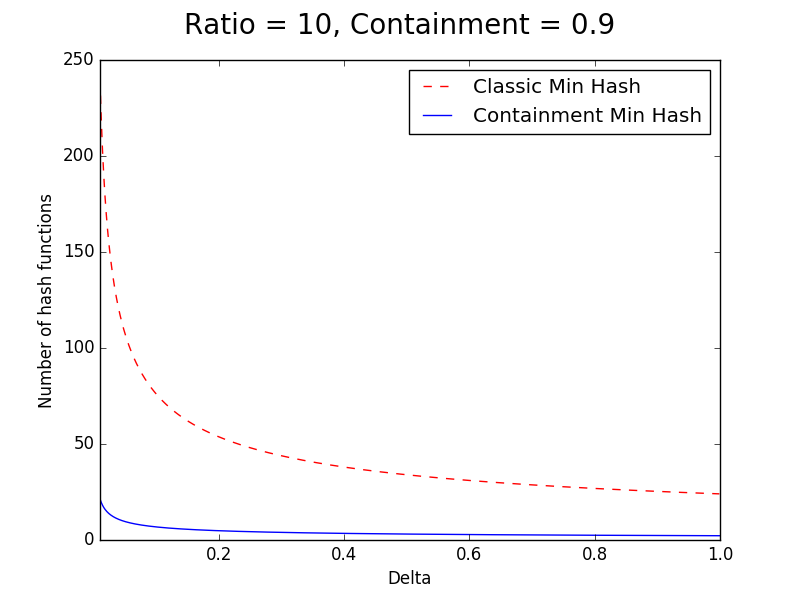 Ratio = 10, Containment = 0.9
250
200
150
100
50
0
Number of hash functions
Classic Min Hash
Containment Min Hash
0.2
0.4
0.6
0.8
1.0
Delta